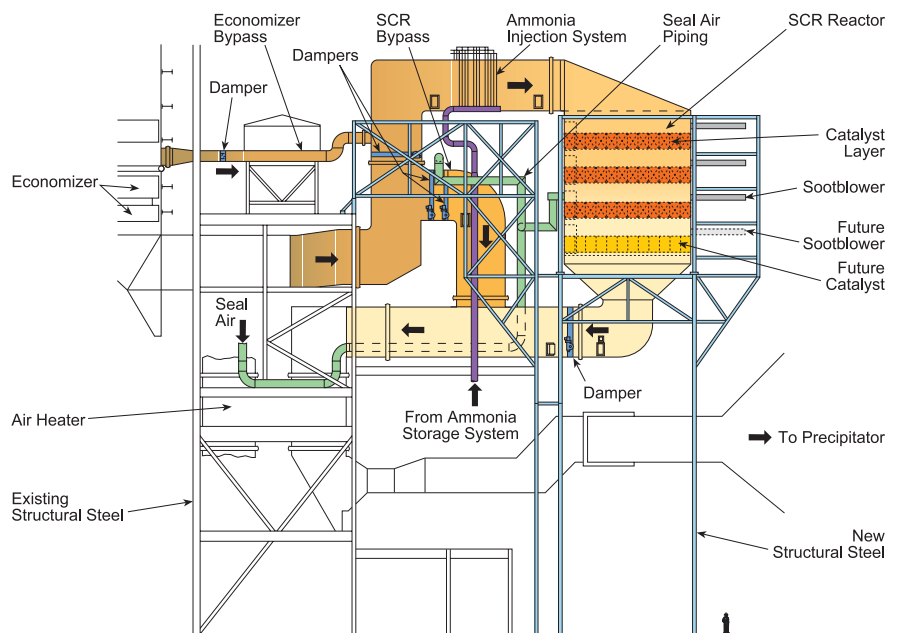 Economizer
Bypass
SCR
Bypass
Ammonia
Injection System
Seal Air
Piping
SCR Reactor
Dampers
Damper
Catalyst
Layer
Economizer
Sootblower
Future
Sootblower
Future
Catalyst
Seal
Air
Damper
Air Heater
From Ammonia
Storage System
To Precipitator
Existing
Structural Steel
New
Structural Steel